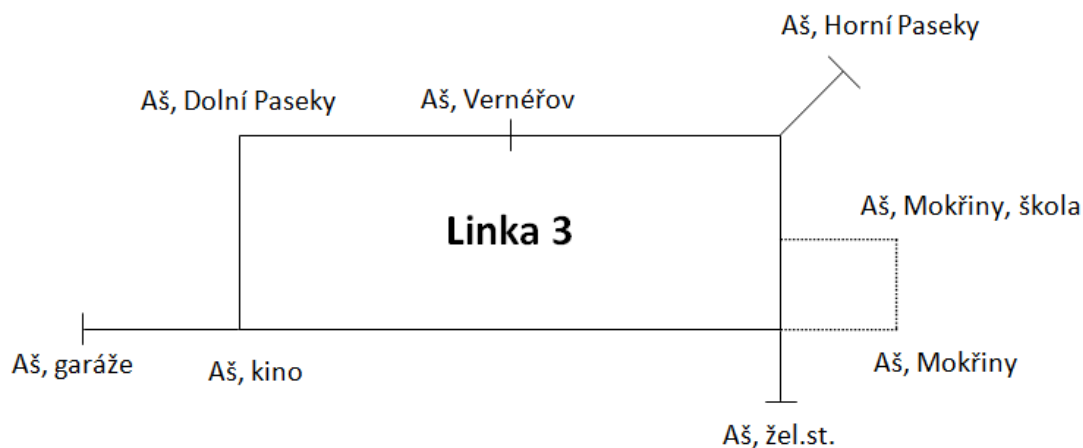 Aš, Horní Paseky
Aš, Dolní Paseky
Aš, Vernéřov
Aš, Mokřiny, škola
Linka 3
Aš, garáže
Aš, kino
Aš, Mokřiny
Aš, žel.st.